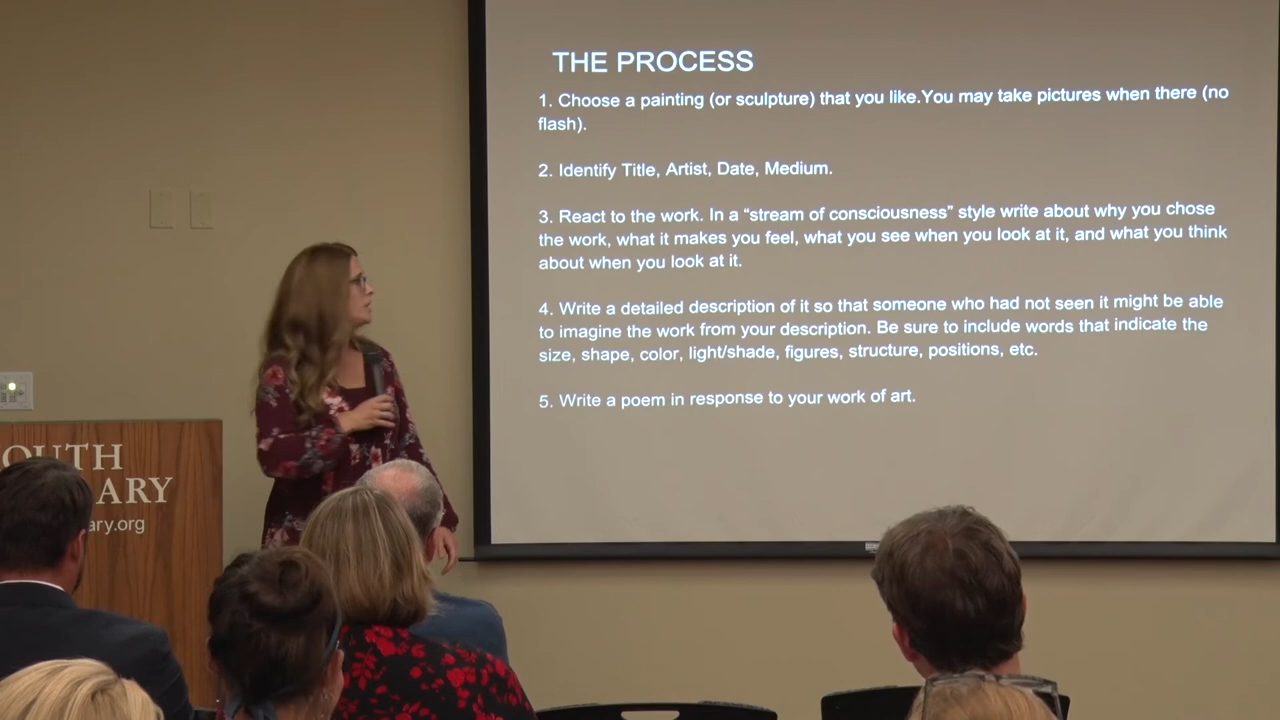 THE PROCESS
1. Choose a painting (or sculpture) that you like.You may take pictures when there (no
flash).
2. Identify Title, Artist, Date, Medium.
3. React to the work. In a “stream of consciousness” style write about why you chose
the work, what it makes you feel, what you see when you look at it, and what you think
about when you look at it.
4. Write a detailed description of it so that someone who had not seen it might be able
to imagine the work from your description. Be sure to include words that indicate the
size, shape, color, light/shade, figures, structure, positions, etc.
5. Write a poem in response to your work of art.
OUTH
ARY
ary.org